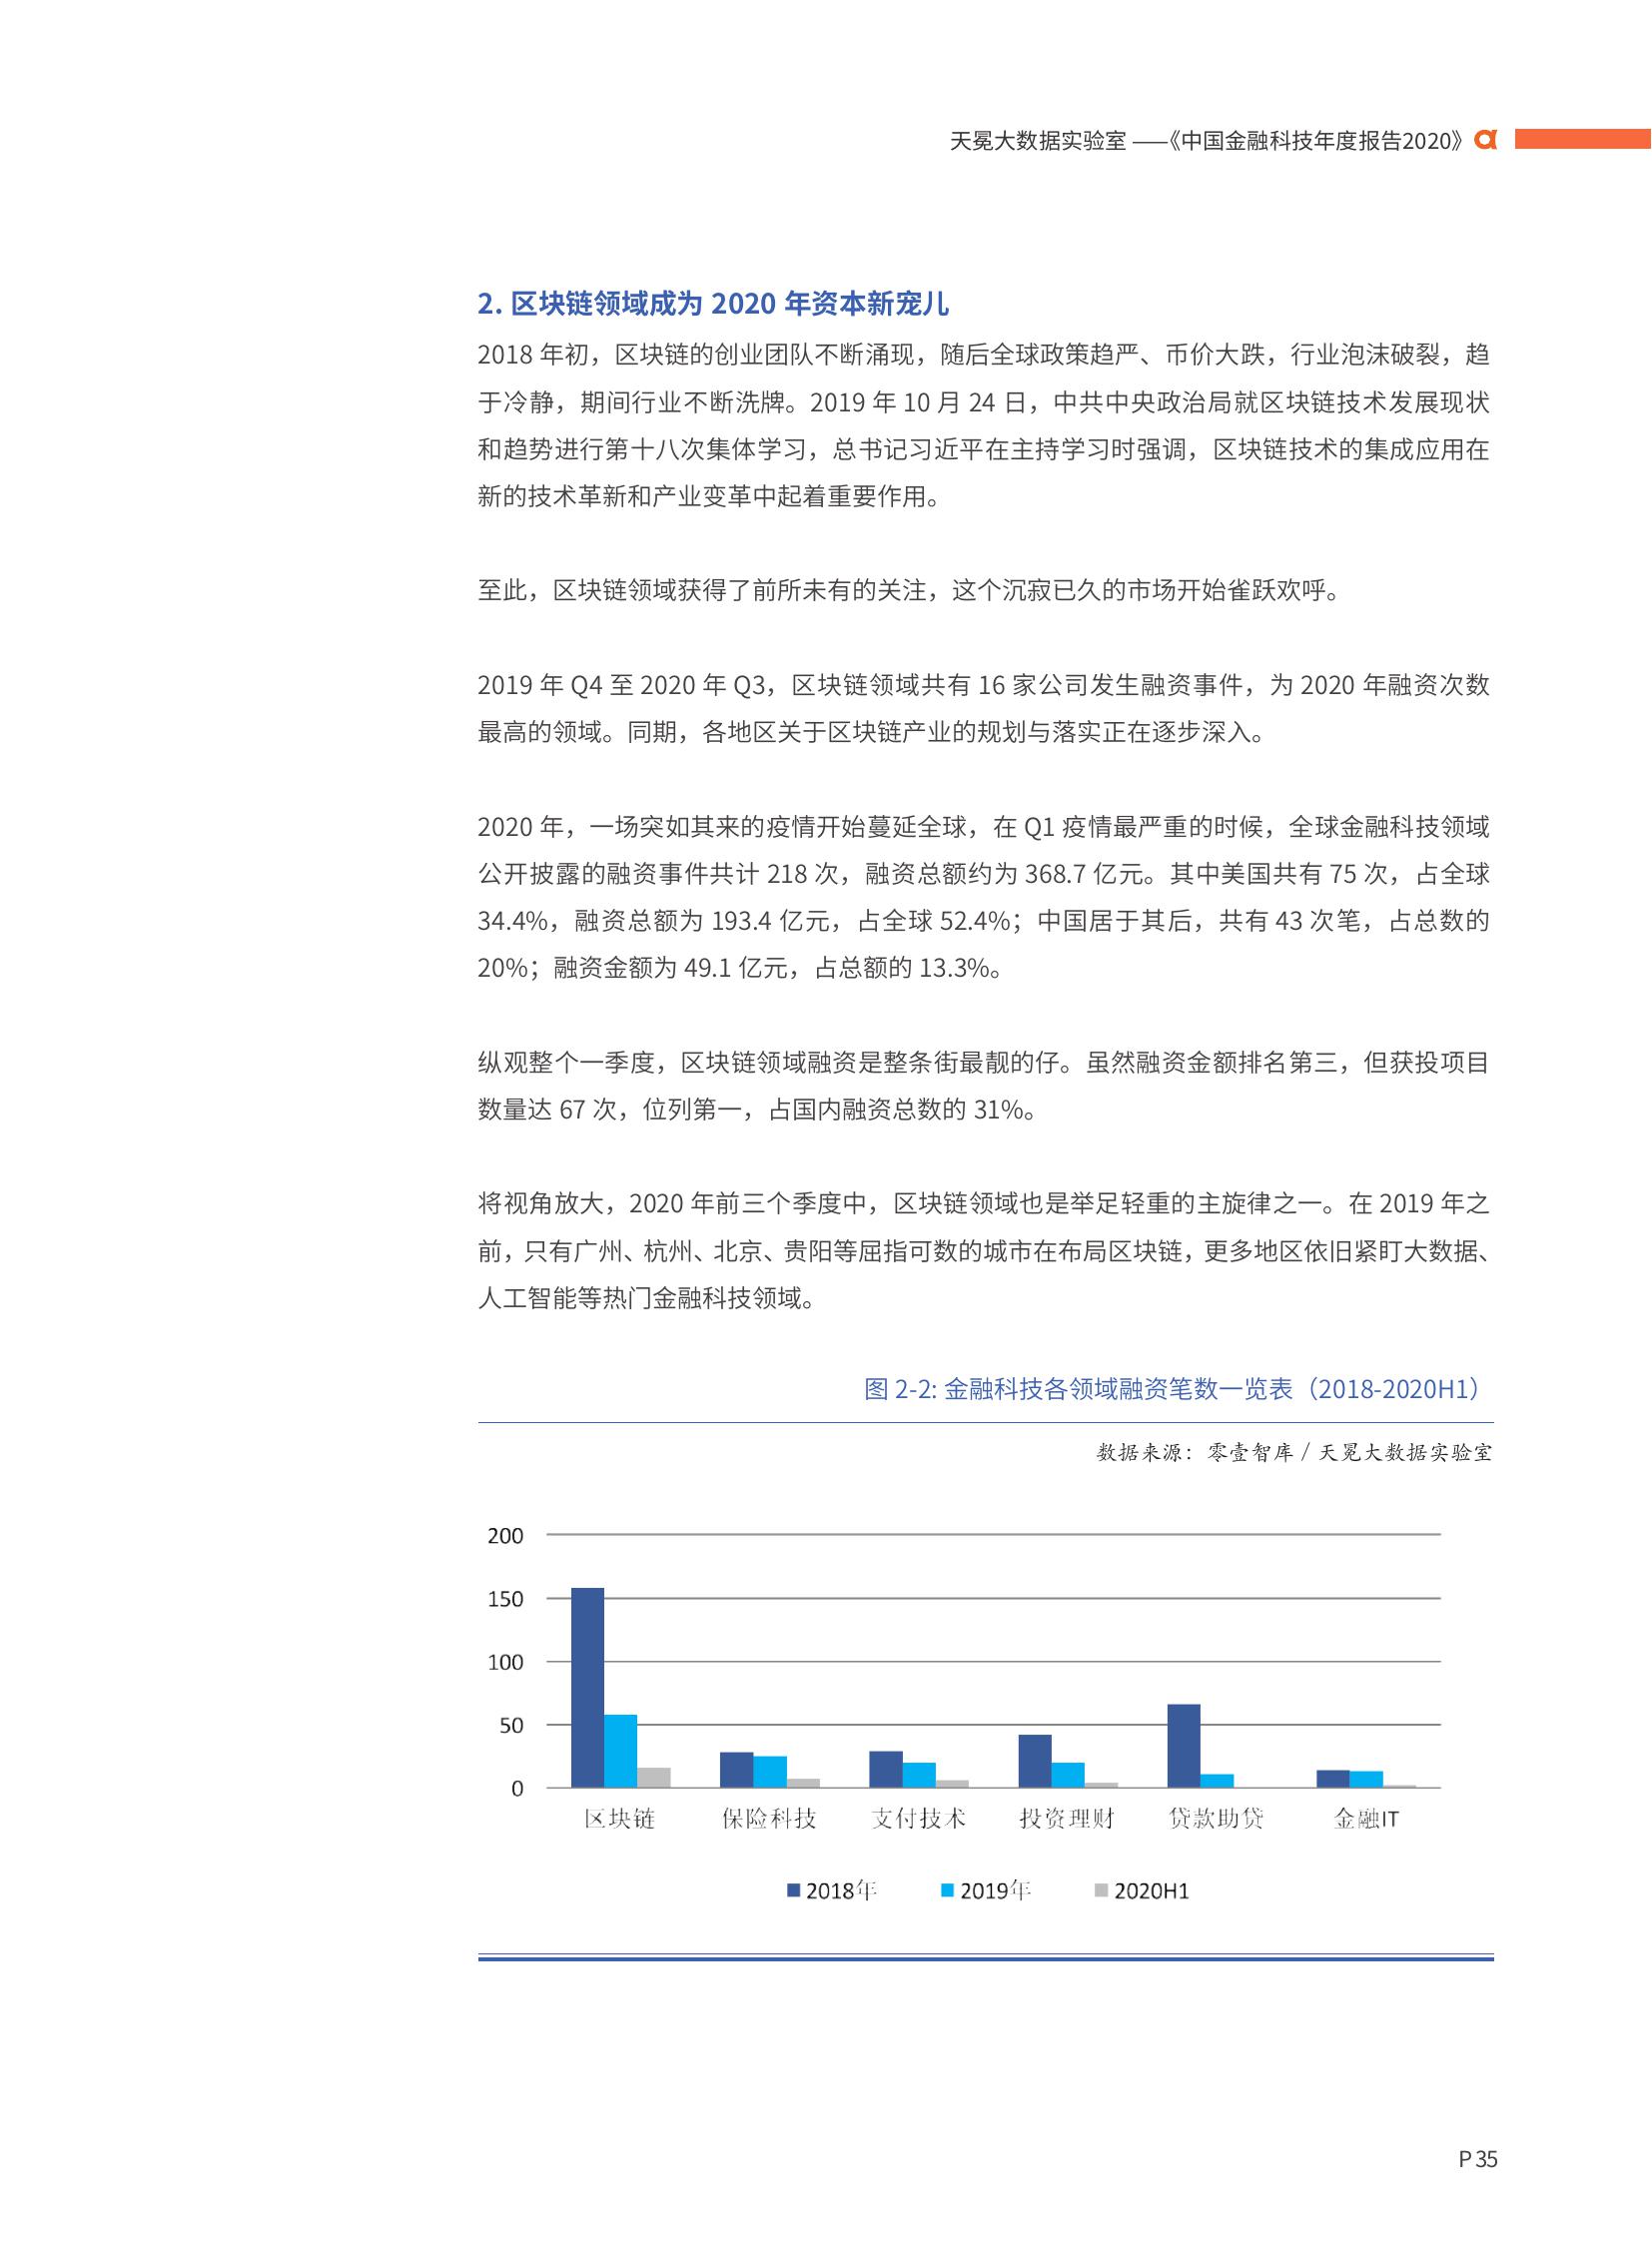 天冕大数据实验室 ——《中国金融科技年度报告2020》
2. 区块链领域成为 2020 年资本新宠儿
2018 年初，区块链的创业团队不断涌现，随后全球政策趋严、币价大跌，行业泡沫破裂，趋
于冷静，期间行业不断洗牌。2019 年 10 月 24 日，中共中央政治局就区块链技术发展现状
和趋势进行第十八次集体学习，总书记习近平在主持学习时强调，区块链技术的集成应用在
新的技术革新和产业变革中起着重要作用。
至此，区块链领域获得了前所未有的关注，这个沉寂已久的市场开始雀跃欢呼。
2019 年 Q4 至 2020 年 Q3，区块链领域共有 16 家公司发生融资事件，为 2020 年融资次数
最高的领域。同期，各地区关于区块链产业的规划与落实正在逐步深入。
2020 年，一场突如其来的疫情开始蔓延全球，在 Q1 疫情最严重的时候，全球金融科技领域
公开披露的融资事件共计 218 次，融资总额约为 368.7 亿元。其中美国共有 75 次，占全球
34.4%，融资总额为 193.4 亿元，占全球 52.4%；中国居于其后，共有 43 次笔，占总数的
20%；融资金额为 49.1 亿元，占总额的 13.3%。
纵观整个一季度，区块链领域融资是整条街最靓的仔。虽然融资金额排名第三，但获投项目
数量达 67 次，位列第一，占国内融资总数的 31%。
将视角放大，2020 年前三个季度中，区块链领域也是举足轻重的主旋律之一。在 2019 年之
前，只有广州、杭州、北京、贵阳等屈指可数的城市在布局区块链，更多地区依旧紧盯大数据、
人工智能等热门金融科技领域。
图 2-2: 金融科技各领域融资笔数一览表（2018-2020H1）
数据来源：零壹智库 / 天冕大数据实验室
200
150
100
50
0
区块链 保险科技 支付技术 投资理财 贷款助贷 金融IT
2018年 2019年 2020H1
P 35